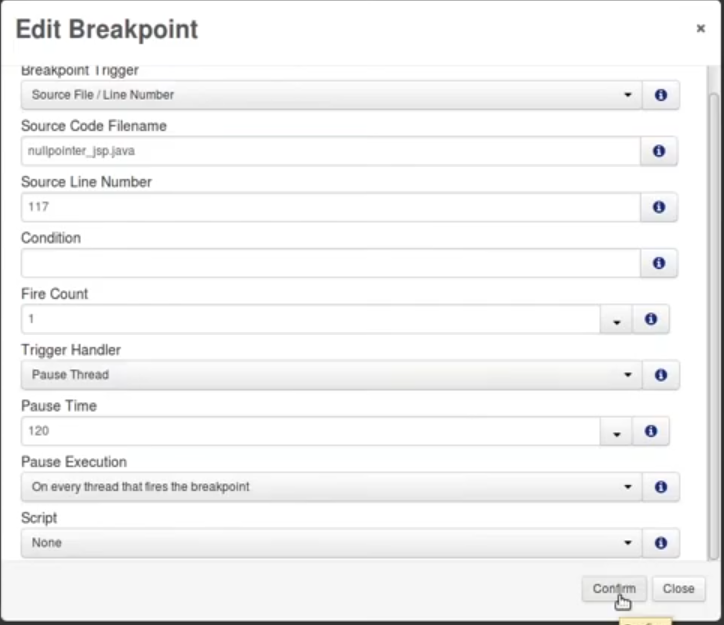 Edit Breakpoint
×
Breakpoint Trigger
Source File / Line Number
Source Code Filename
nullpointer_jsp.java
Source Line Number
117
Condition
Fire Count
1
Trigger Handler
Pause Thread
Pause Time
120
Pause Execution
On every thread that fires the breakpoint
Script
None
Confirm Close